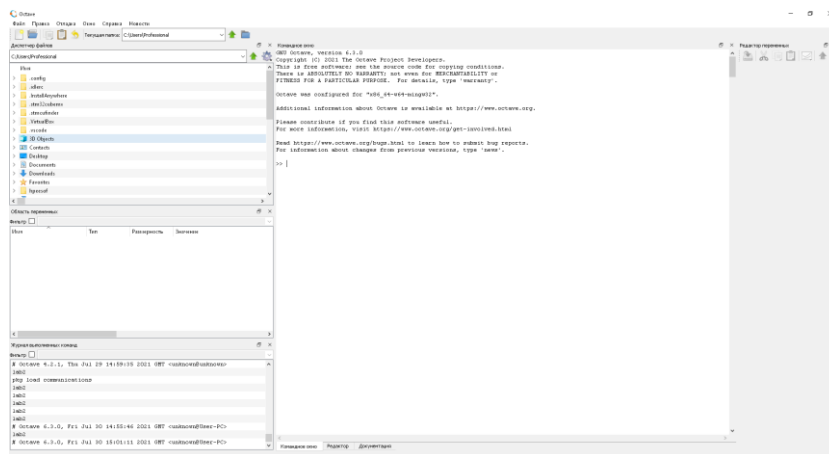 Octave
Файл Правка Отладка Окно Справка Новости
Текущая папка: C:\Users\Professional
Диспетчер файлов
C:/Users/Professional
Имя
.config
.idlerc
.InstallAnywhere
.stm32cubemx
.stmcufinder
.VirtualBox
.vscode
3D Objects
Contacts
Desktop
Documents
Downloads
Favorites
Область переменных
Фильтр
Имя Тип Размерность Значение
Журнал выполненных команд
Фильтр
# Octave 4.2.1, Thu Jul 29 14:59:35 2021 GMT <unknown@unknown>
lab2
pkg load communications
lab2
lab2
lab2
lab2
# Octave 6.3.0, Fri Jul 30 14:55:46 2021 GMT <unknown@User-PC>
lab2
# Octave 6.3.0, Fri Jul 30 15:01:11 2021 GMT <unknown@User-PC>
Командное окно
GNU Octave, version 6.3.0
Copyright (C) 2021 The Octave Project Developers.
This is free software; see the source code for copying conditions.
There is ABSOLUTELY NO WARRANTY; not even for MERCHANTABILITY or
FITNESS FOR A PARTICULAR PURPOSE. For details, type 'warranty'.
Octave was configured for "x86_64-w64-mingw32".
Additional information about Octave is available at https://www.octave.org.
Please contribute if you find this software useful.
For more information, visit https://www.octave.org/get-involved.html
Read https://www.octave.org/bugs.html to learn how to submit bug reports.
For information about changes from previous versions, type 'news'.
>>
Командное окно Редактор Документация
Редактор переменных